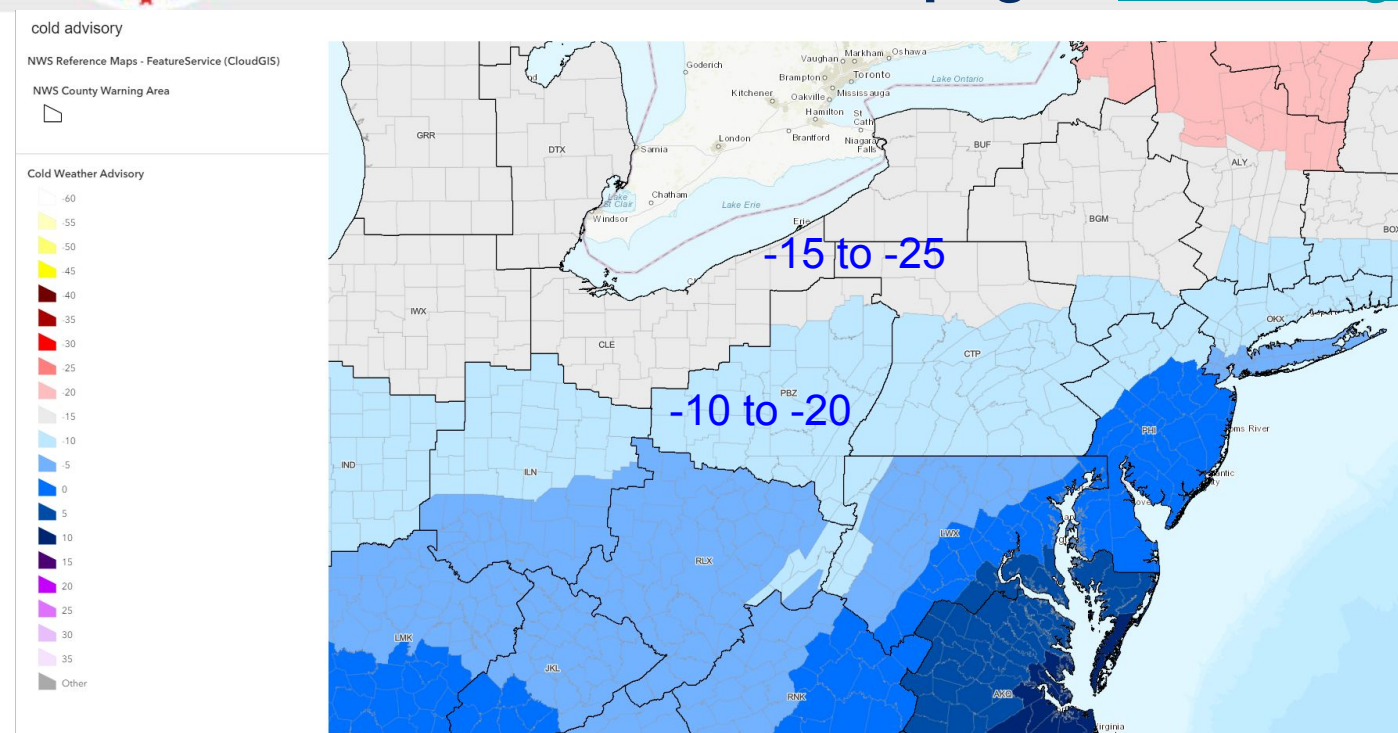 cold advisory
NWS Reference Maps - FeatureService (CloudGIS)
NWS County Warning Area
Cold Weather Advisory
-60
-55
-50
-45
-40
-35
-30
-25
-20
-15
-10
-5
0
5
10
15
20
25
30
35
Other
Goderich
Markham
Oshawa
Vaughan
Brampton
Toronto
Lake Ontario
Kitchener
Oakville
Mississauga
Hamilton
St
Cath
London
Brantford
Niagara
Falls
GRR
DTX
Sarnia
BUF
ALY
Chatham
Lake
St Clair
Lake Erie
Windsor
Erie
BGM
BOX
-15 to -25
IWX
CLE
CTP
OKX
PBZ
-10 to -20
PHI
oms River
IND
ILN
antic
ty
LWX
RLX
LMK
JKL
RNK
AKQ
Virginia